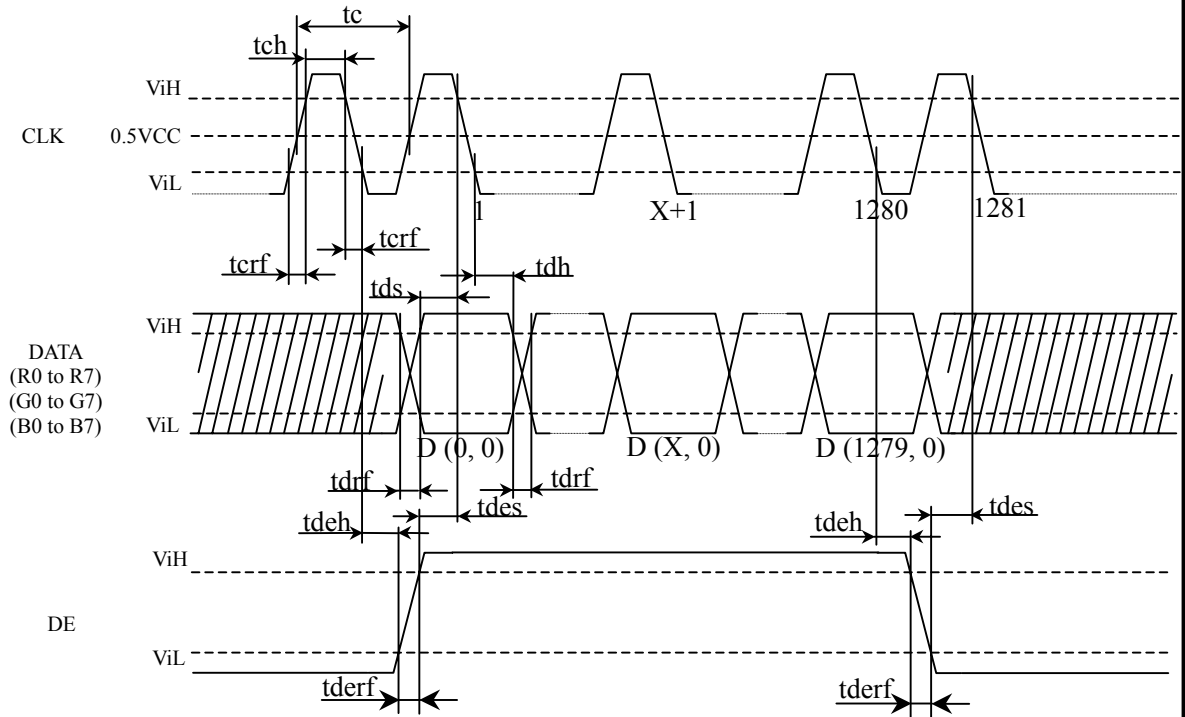 tc
tch
ViH
CLK 0.5VCC
ViL
1 X+1 1280 1281
tcrf tcrf
tds tdh
ViH
DATA
(R0 to R7)
(G0 to G7)
(B0 to B7)
ViL
D (0, 0) D (X, 0) D (1279, 0)
tdrf tdrf
tdeh tdes tdeh tdes
ViH
DE
ViL
tderf tderf